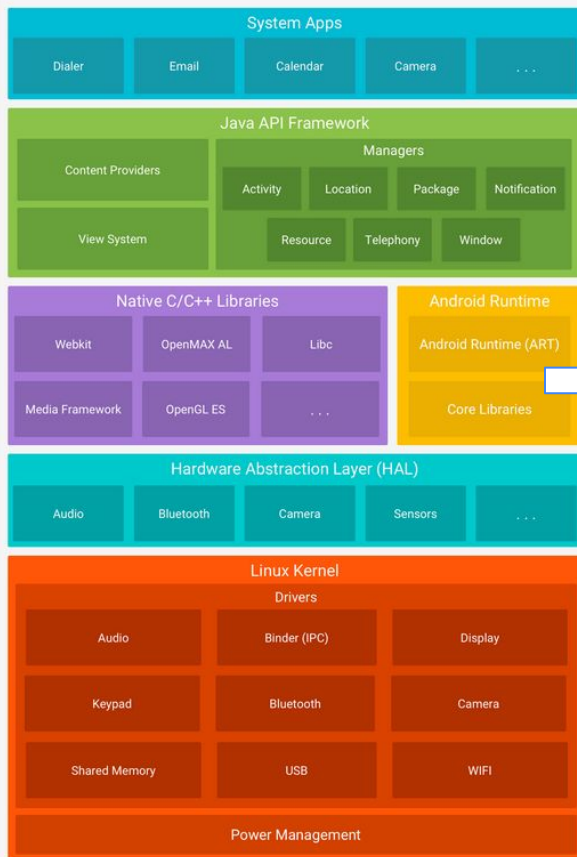 System Apps
Dialer Email Calendar Camera . . .
Java API Framework
Content Providers
View System
Managers
Activity Location Package Notification
Resource Telephony Window
Native C/C++ Libraries
Webkit OpenMAX AL Libc
Media Framework OpenGL ES . . .
Android Runtime
Android Runtime (ART)
Core Libraries
Hardware Abstraction Layer (HAL)
Audio Bluetooth Camera Sensors . . .
Linux Kernel
Drivers
Audio Binder (IPC) Display
Keypad Bluetooth Camera
Shared Memory USB WIFI
Power Management